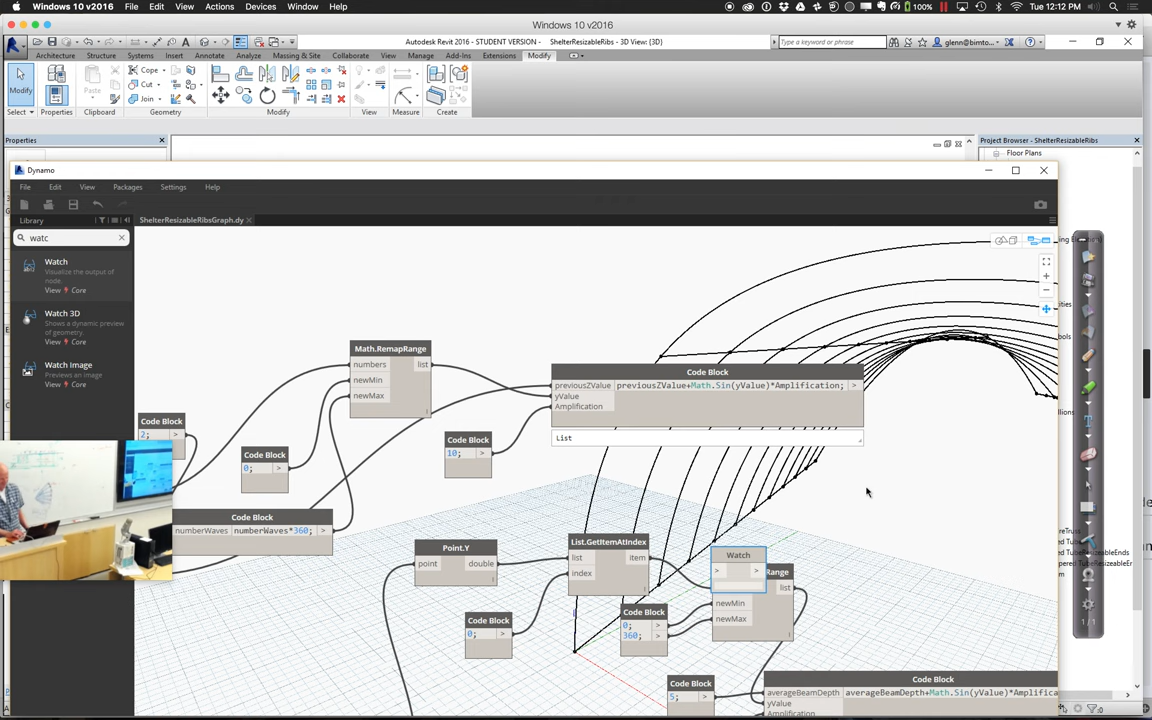 Windows 10 v2016 File Edit View Actions Devices Window Help 100% Tue 12:12 PM
Windows 10 v2016
Autodesk Revit 2016 - STUDENT VERSION - ShelterResizableRibs - 3D View: {3D} Type a keyword or phrase glenn@bimto...
Architecture Structure Systems Insert Annotate Analyze Massing & Site Collaborate View Manage Add-Ins Extensions Modify
Cope
Cut
Join
Modify Properties Paste
Select Properties Clipboard Geometry Modify View Measure Create
Properties Project Browser - ShelterResizableRibs
Floor Plans
Dynamo
File Edit View Packages Settings Help
Library ShelterResizableRibsGraph.dy
watc
Watch
Visualize the output of
node.
View Core
Watch 3D
Shows a dynamic preview
of geometry.
View Core
Watch Image
Previews an image
View Core
Math.RemapRange
numbers list
newMin
newMax
Code Block
2; >
Code Block
0; >
Code Block
10; >
Code Block
previousZValue previousZValue+Math.Sin(yValue)*Amplification; >
yValue
Amplification
List
Code Block
numberWaves numberWaves*360; >
Point.Y
point double
List.GetItemAtIndex
list item
index
Watch
> >
Range
list
newMin
newMax
Code Block
0; >
Code Block
0; >
360; >
Code Block
5; >
Code Block
averageBeamDepth averageBeamDepth+Math.Sin(yValue)*Amplifica
yValue
Amplification
1 / 1